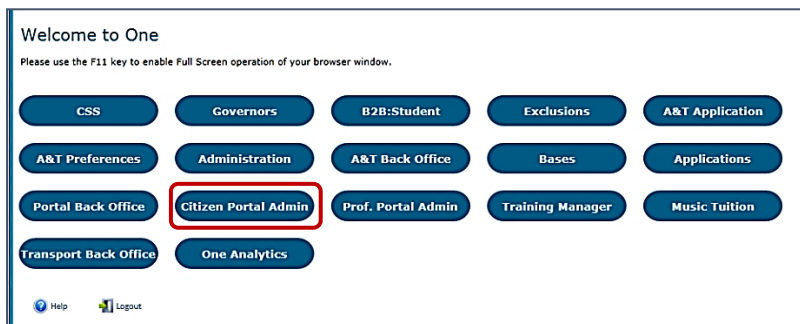 Welcome to One
Please use the F11 key to enable Full Screen operation of your browser window.
CSS Governors B2B:Student Exclusions A&T Application
A&T Preferences Administration A&T Back Office Bases Applications
Portal Back Office Citizen Portal Admin Prof. Portal Admin Training Manager Music Tuition
Transport Back Office One Analytics
Help Logout